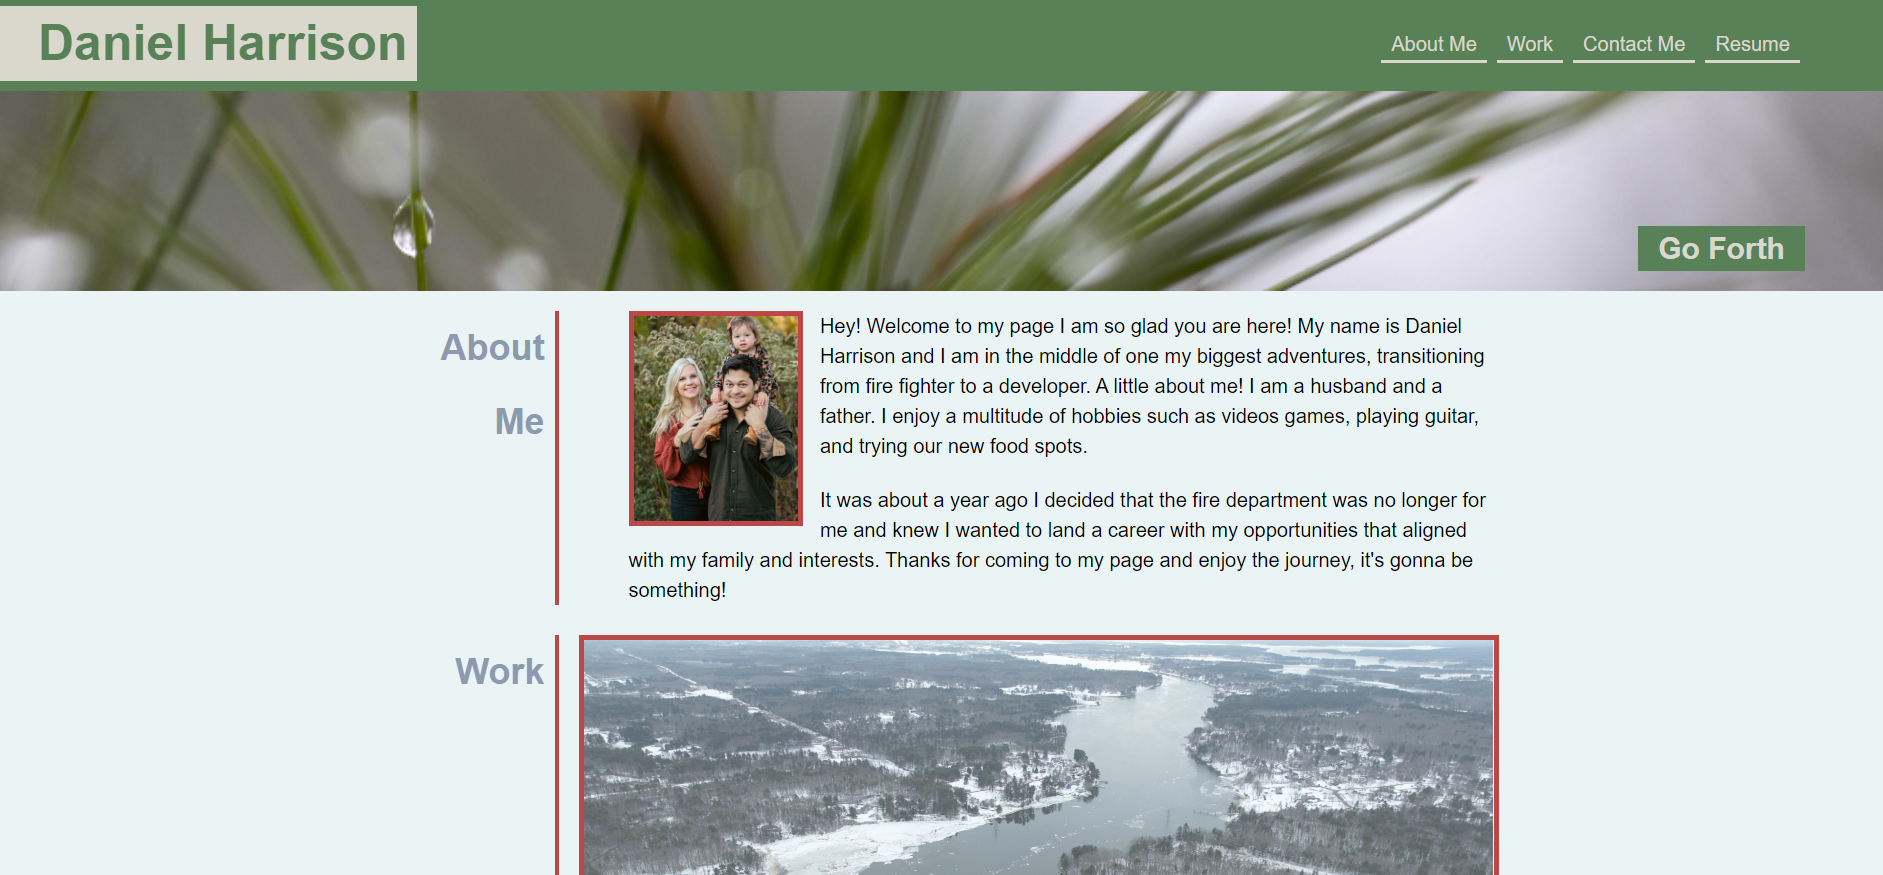 Daniel Harrison
About Me
Work
Contact Me
Resume
Go Forth
About
Me
Hey! Welcome to my page I am so glad you are here! My name is Daniel
Harrison and I am in the middle of one my biggest adventures, transitioning
from fire fighter to a developer. A little about me! I am a husband and a
father. I enjoy a multitude of hobbies such as videos games, playing guitar,
and trying our new food spots.
It was about a year ago I decided that the fire department was no longer for
me and knew I wanted to land a career with my opportunities that aligned
with my family and interests. Thanks for coming to my page and enjoy the journey, it's gonna be
something!
Work